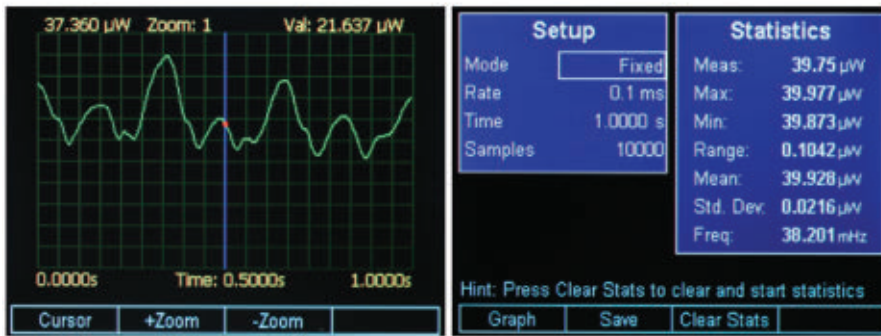 37.360 µW Zoom: 1 Val: 21.637 µW
0.0000s Time: 0.5000s 1.0000s
Cursor +Zoom -Zoom
Setup
Mode Fixed
Rate 0.1 ms
Time 1.0000 s
Samples 10000
Statistics
Meas: 39.75 µW
Max: 39.977 µW
Min: 39.873 µW
Range: 0.1042 µW
Mean: 39.928 µW
Std. Dev: 0.0216 µW
Freq: 38.201 mHz
Hint: Press Clear Stats to clear and start statistics
Graph Save Clear Stats